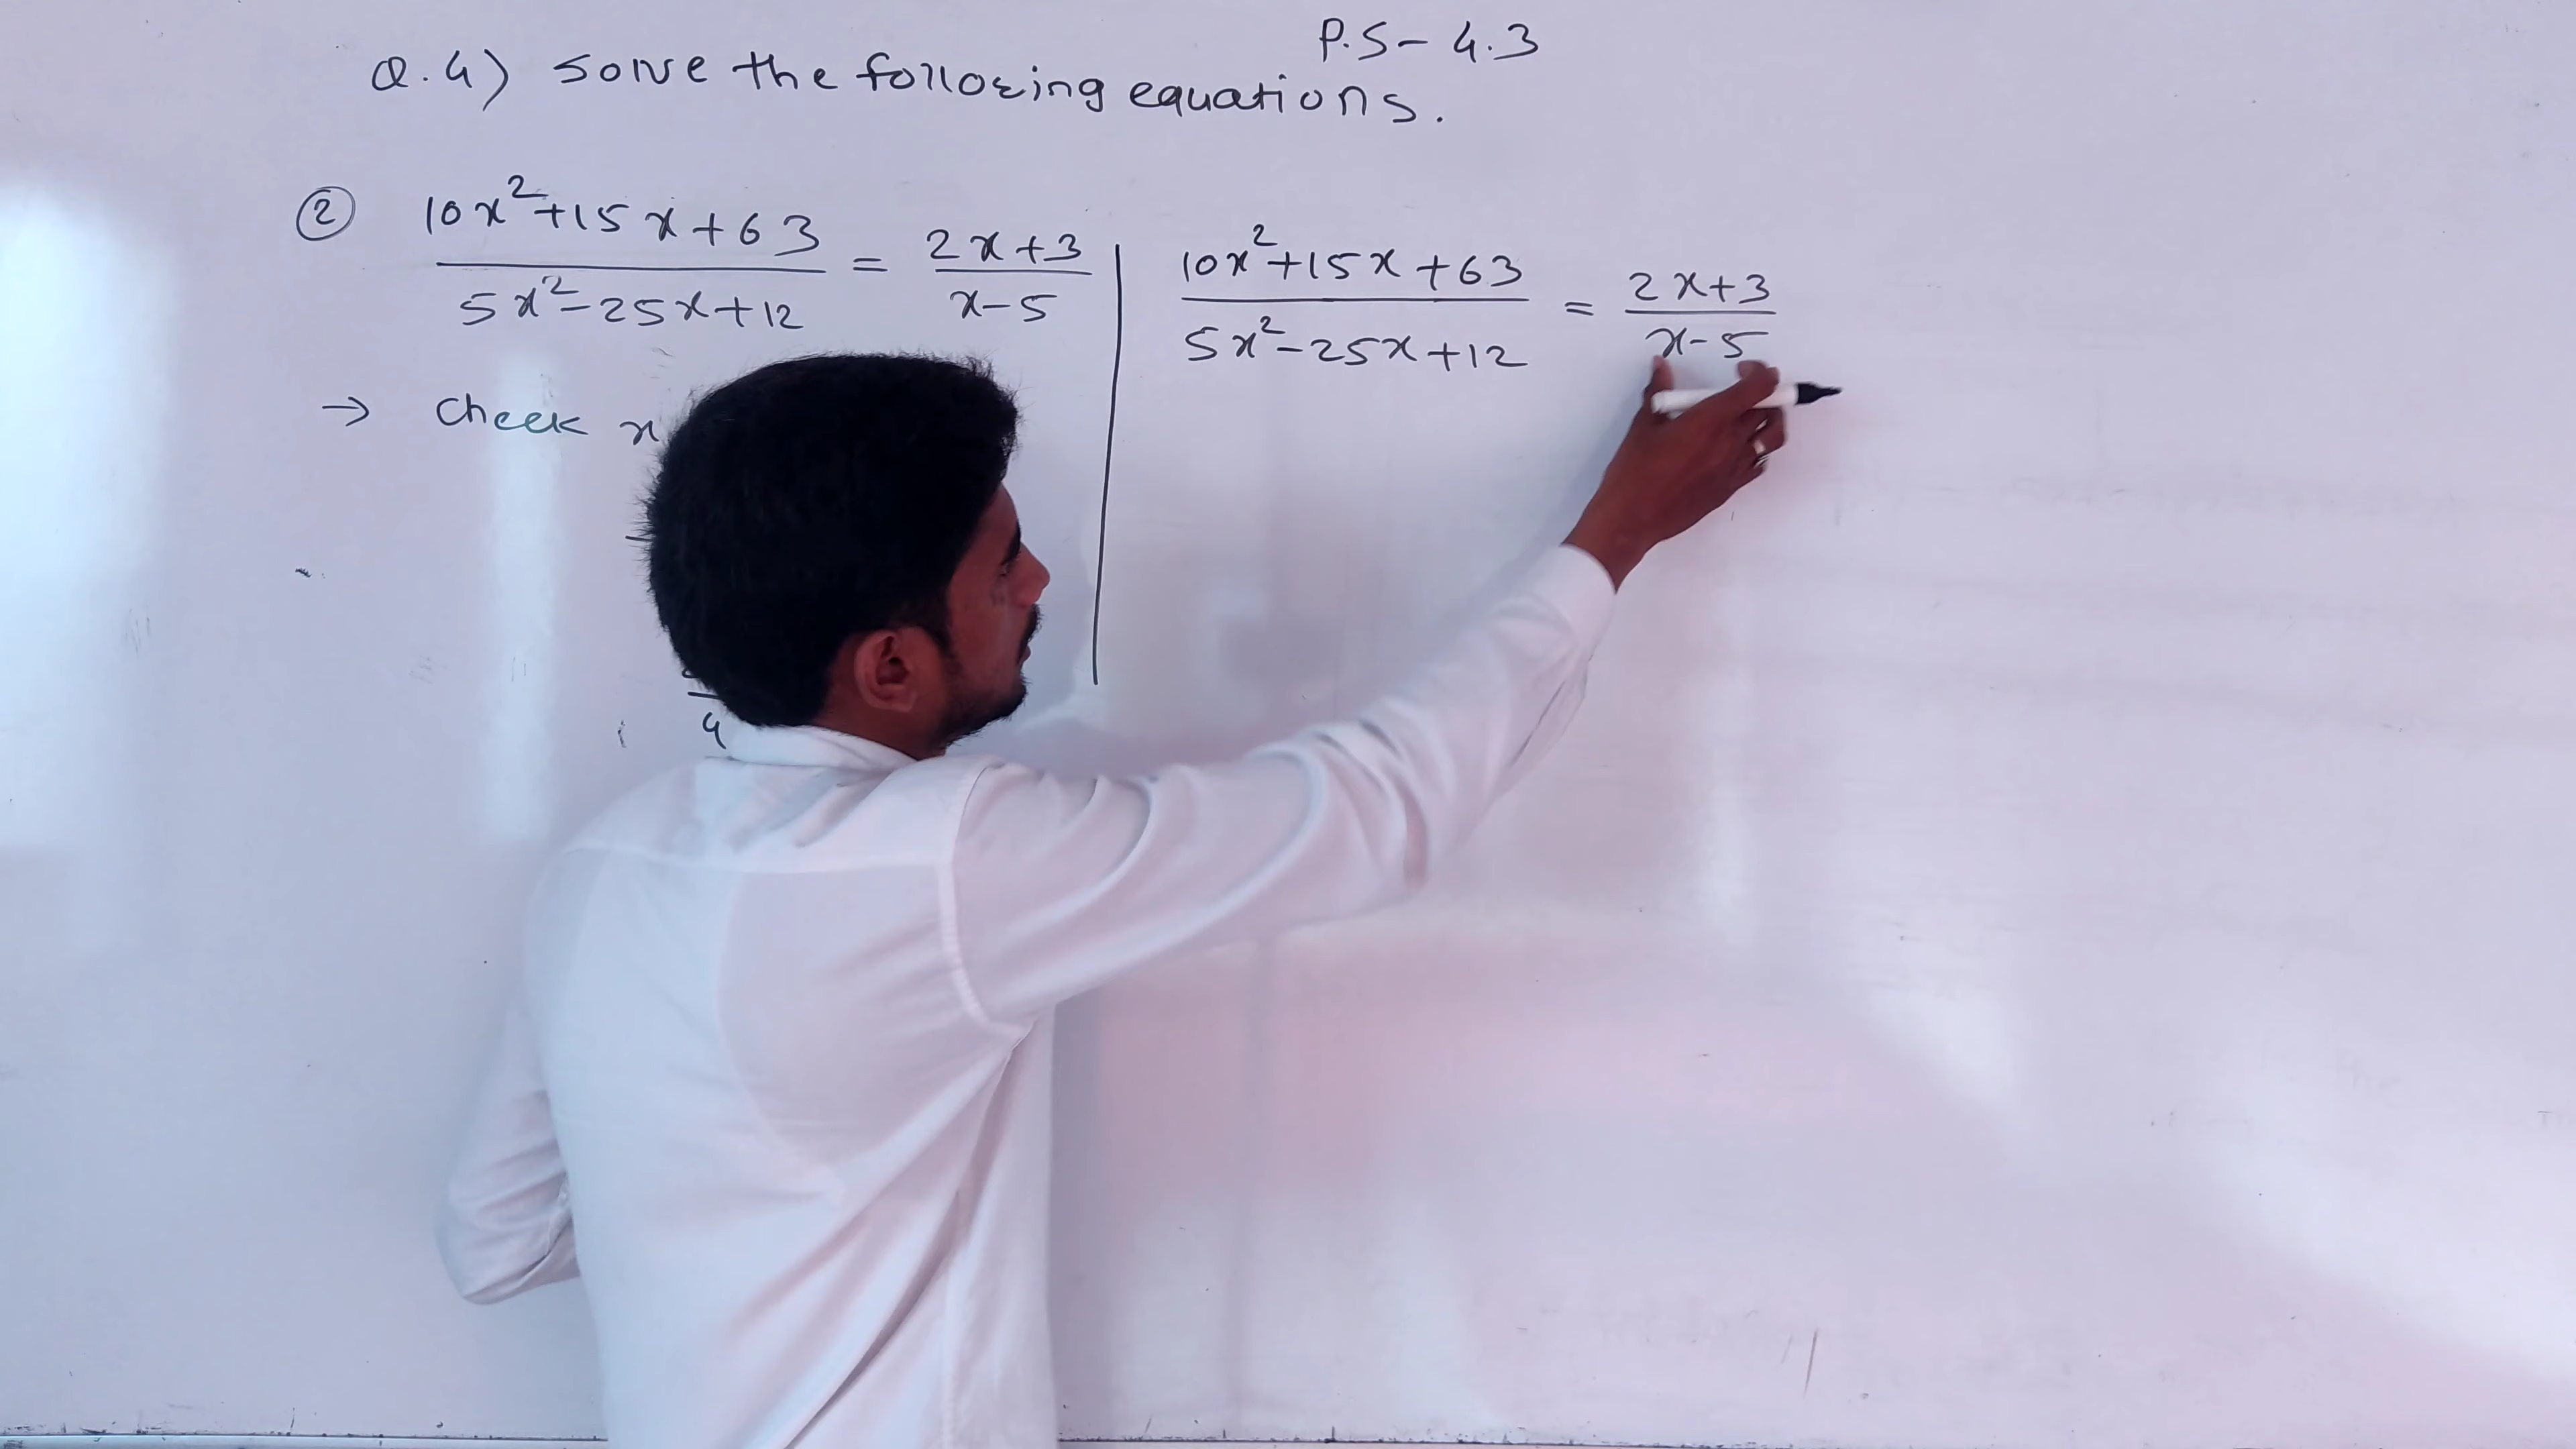 P.S - 4.3
Q.4) Solve the following equations.
② (10x²+15x+63)/(5x²-25x+12) = (2x+3)/(x-5)
→ Check x
4
(10x²+15x+63)/(5x²-25x+12) = (2x+3)/(x-5)